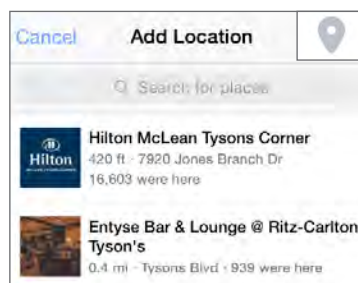 Cancel Add Location
Search for places
Hilton McLean Tysons Corner
Hilton
420 ft · 7920 Jones Branch Dr
16,603 were here
Entyse Bar & Lounge @ Ritz-Carlton
Tyson's
0.4 mi · Tysons Blvd · 939 were here